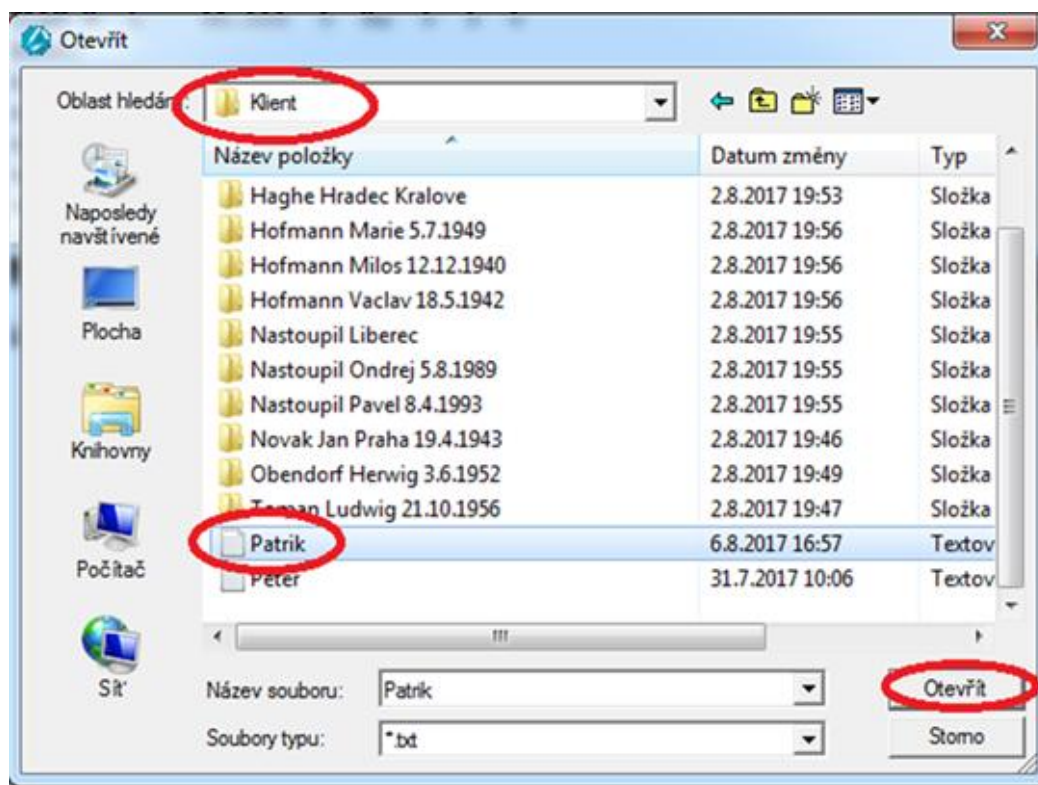 Otevřít
Oblast hledání: Klient
Název položky Datum změny Typ
Haghe Hradec Kralove 2.8.2017 19:53 Složka
Hofmann Marie 5.7.1949 2.8.2017 19:56 Složka
Hofmann Milos 12.12.1940 2.8.2017 19:56 Složka
Hofmann Vaclav 18.5.1942 2.8.2017 19:56 Složka
Nastoupil Liberec 2.8.2017 19:55 Složka
Nastoupil Ondrej 5.8.1989 2.8.2017 19:55 Složka
Nastoupil Pavel 8.4.1993 2.8.2017 19:55 Složka
Novak Jan Praha 19.4.1943 2.8.2017 19:46 Složka
Obendorf Herwig 3.6.1952 2.8.2017 19:49 Složka
Toman Ludwig 21.10.1956 2.8.2017 19:47 Složka
Patrik 6.8.2017 16:57 Textov
Peter 31.7.2017 10:06 Textov
Naposledy
navštívené
Plocha
Knihovny
Počítač
Síť
Název souboru: Patrik Otevřít
Soubory typu: *.txt Storno